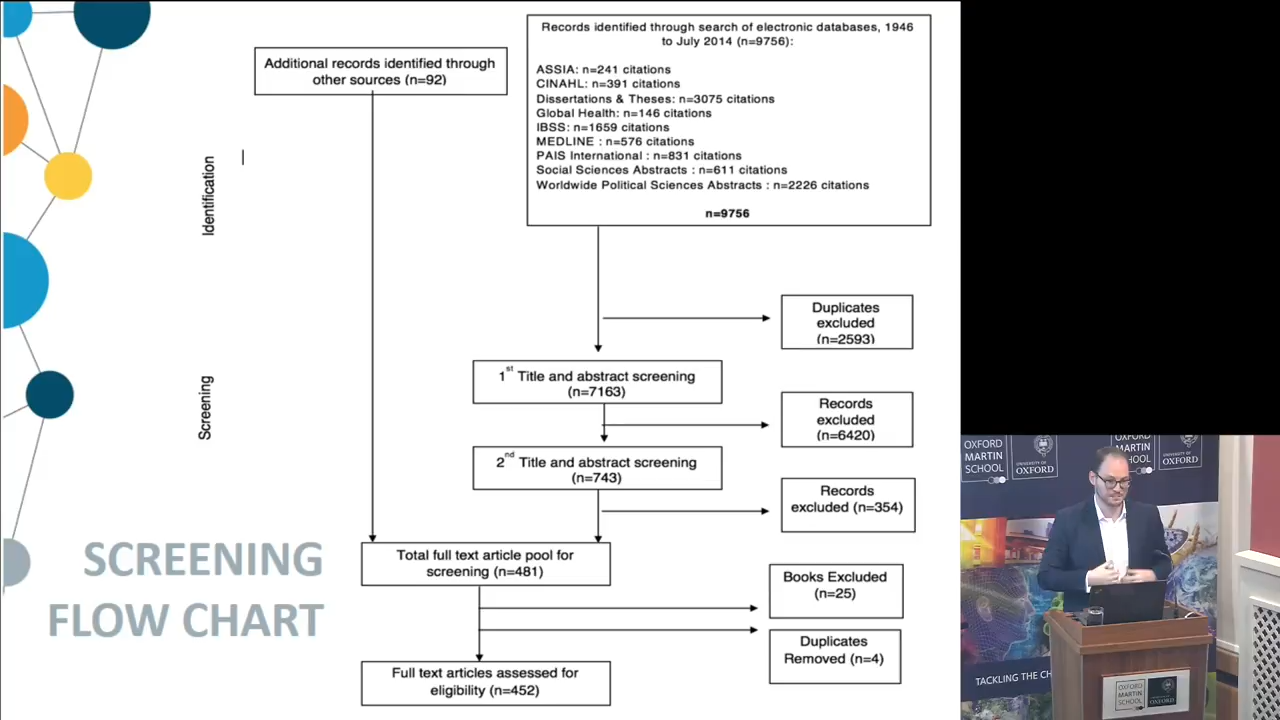 Records identified through search of electronic databases, 1946
to July 2014 (n=9756):
ASSIA: n=241 citations
CINAHL: n=391 citations
Dissertations & Theses: n=3075 citations
Global Health: n=146 citations
IBSS: n=1659 citations
MEDLINE : n=576 citations
PAIS International : n=831 citations
Social Sciences Abstracts : n=611 citations
Worldwide Political Sciences Abstracts : n=2226 citations
n=9756
Additional records identified through
other sources (n=92)
Identification
Duplicates
excluded
(n=2593)
1st Title and abstract screening
(n=7163)
Records
excluded
(n=6420)
Screening
2nd Title and abstract screening
(n=743)
Records
excluded (n=354)
Total full text article pool for
screening (n=481)
Books Excluded
(n=25)
Duplicates
Removed (n=4)
Full text articles assessed for
eligibility (n=452)
SCREENING
FLOW CHART
OXFORD
MARTIN
SCHOOL
UNIVERSITY OF
OXFORD
OXFORD
MARTIN
SCHOOL
UNIVERSITY OF
OXFORD
TACKLING THE CH
OXFORD
MARTIN
SCHOOL